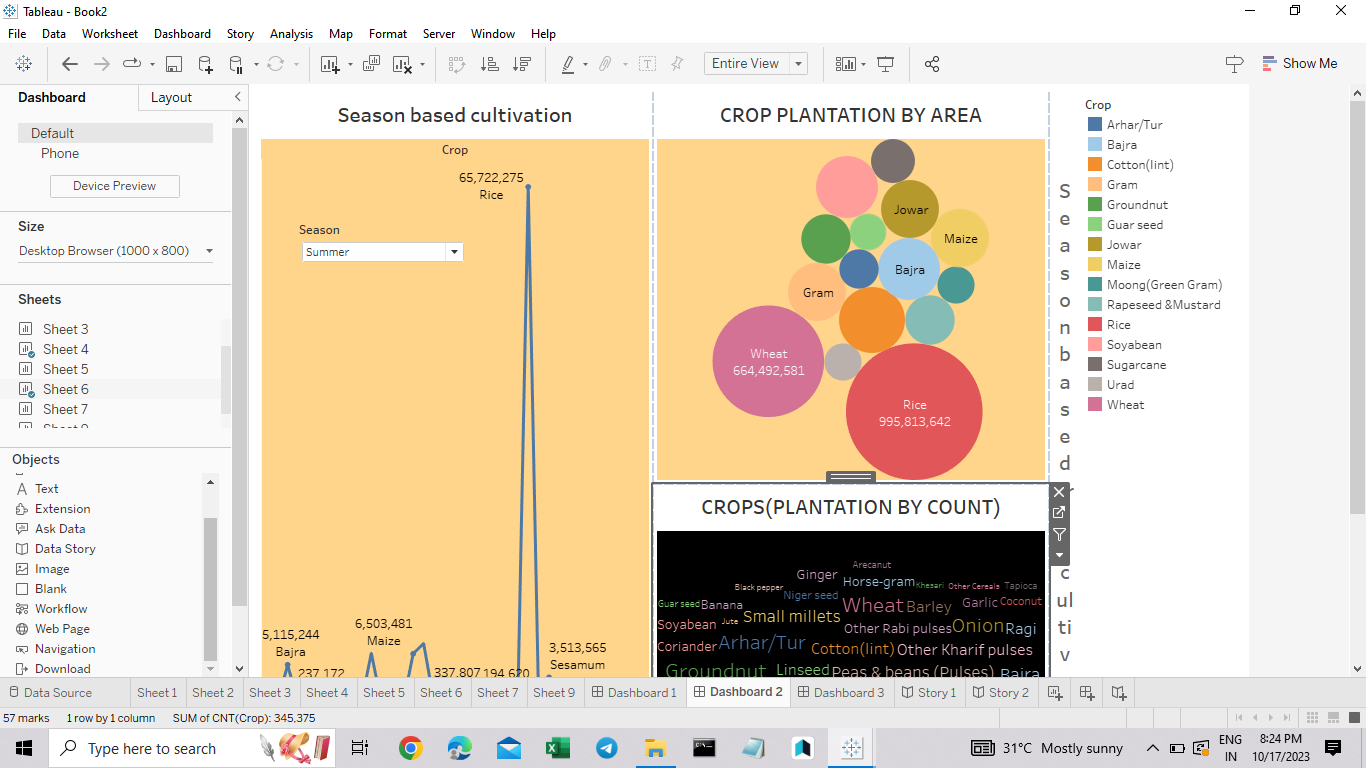 Tableau - Book2
File Data Worksheet Dashboard Story Analysis Map Format Server Window Help
Entire View
Show Me
Dashboard Layout
Default
Phone
Device Preview
Size
Desktop Browser (1000 x 800)
Sheets
Sheet 3
Sheet 4
Sheet 5
Sheet 6
Sheet 7
Objects
Text
Extension
Ask Data
Data Story
Image
Blank
Workflow
Web Page
Navigation
Download
Season based cultivation
Crop
65,722,275
Rice
Season
Summer
6,503,481
Maize
5,115,244
Bajra
3,513,565
Sesamum
237,172
337,807
194,620
CROP PLANTATION BY AREA
Jowar
Maize
Bajra
Gram
Wheat
664,492,581
Rice
995,813,642
CROPS(PLANTATION BY COUNT)
Arecanut
Ginger
Horse-gram
Khesari
Other Cereals
Tapioca
Black pepper
Niger seed
Guar seed
Banana
Wheat
Barley
Garlic
Coconut
Soyabean
Jute
Small millets
Other Rabi pulses
Onion
Ragi
Coriander
Arhar/Tur
Cotton(lint)
Other Kharif pulses
Groundnut
Linseed
Peas & beans (Pulses)
Bajra
S
e
a
s
o
n
b
a
s
e
d
c
ul
ti
v
Crop
Arhar/Tur
Bajra
Cotton(lint)
Gram
Groundnut
Guar seed
Jowar
Maize
Moong(Green Gram)
Rapeseed &Mustard
Rice
Soyabean
Sugarcane
Urad
Wheat
Data Source Sheet 1 Sheet 2 Sheet 3 Sheet 4 Sheet 5 Sheet 6 Sheet 7 Sheet 9 Dashboard 1 Dashboard 2 Dashboard 3 Story 1 Story 2
57 marks 1 row by 1 column SUM of CNT(Crop): 345,375
Type here to search
31°C Mostly sunny
ENG
IN
8:24 PM
10/17/2023